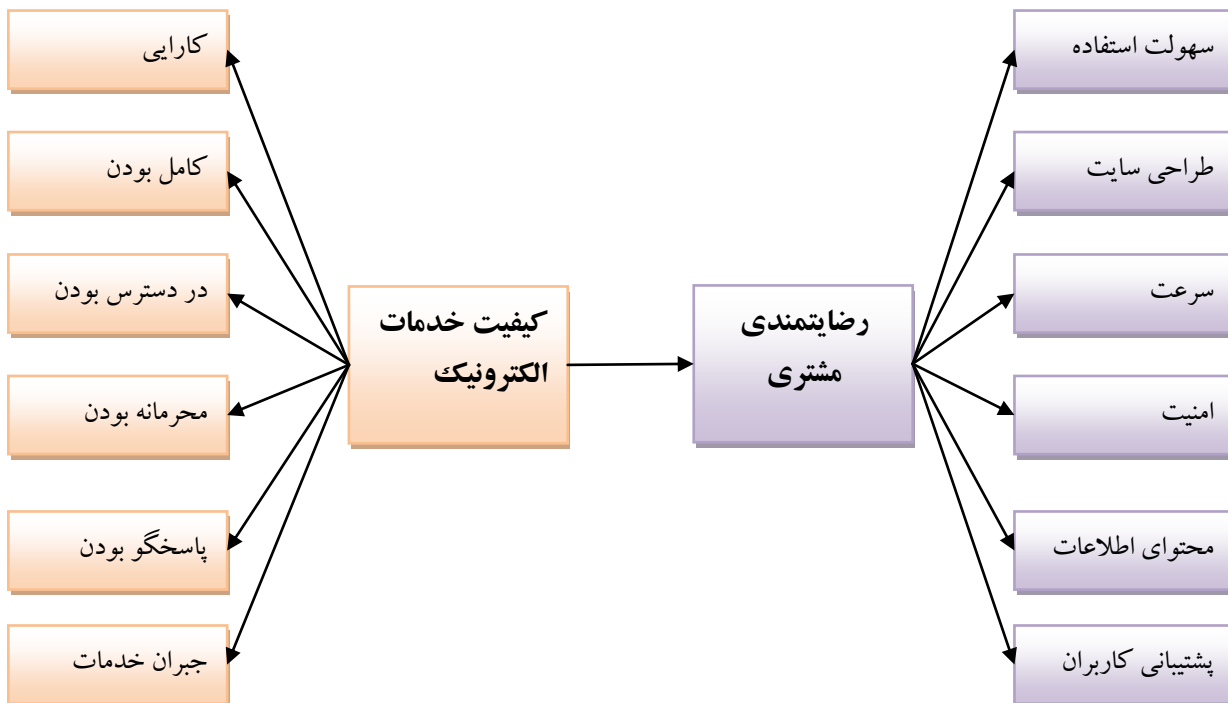 کارایی
کامل بودن
در دسترس بودن
محرمانه بودن
پاسخگو بودن
جبران خدمات
کیفیت خدمات
الکترونیک
رضایتمندی
مشتری
سهولت استفاده
طراحی سایت
سرعت
امنیت
محتوای اطلاعات
پشتیبانی کاربران